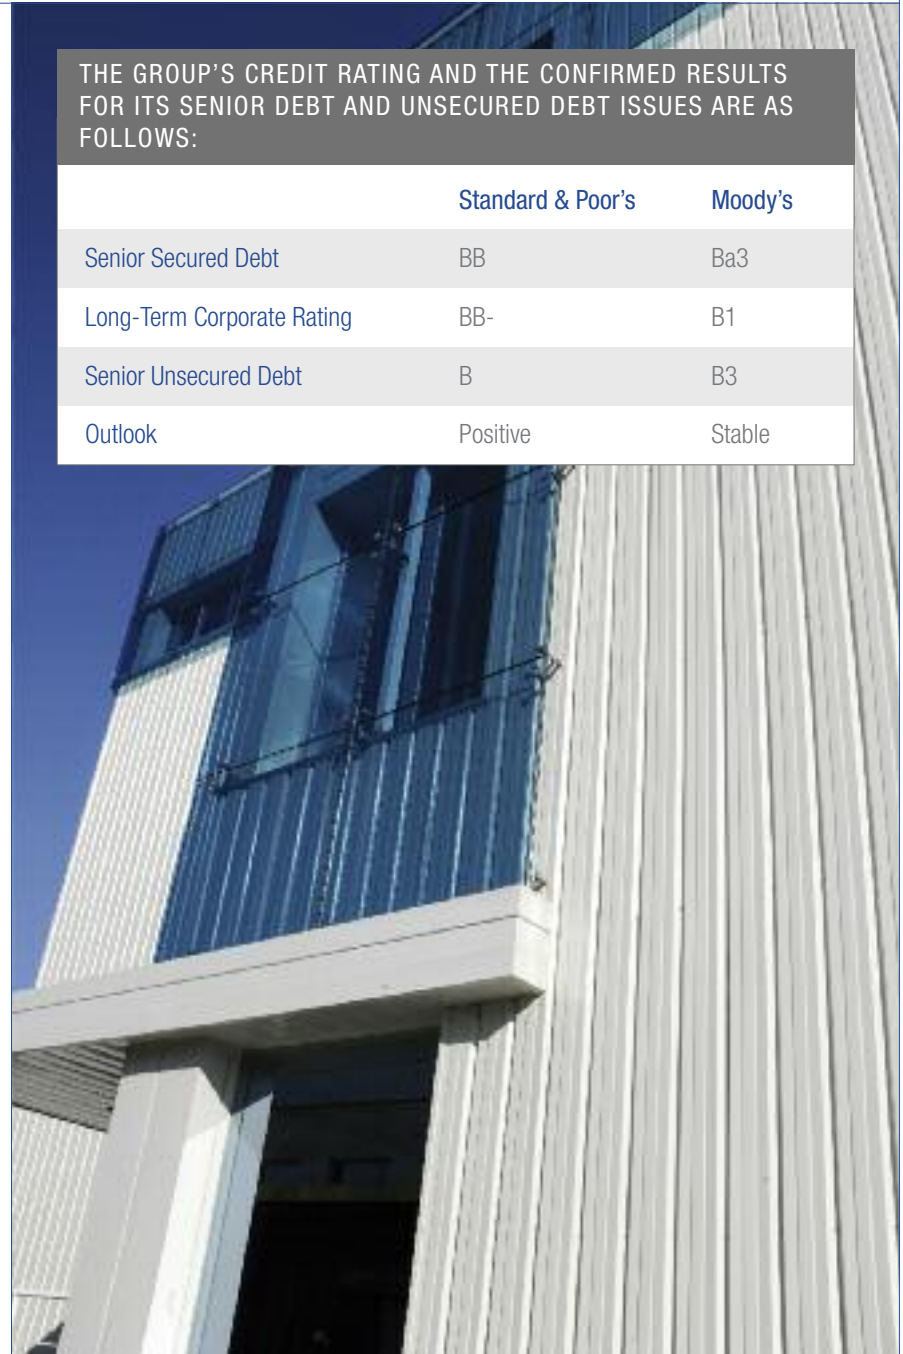 THE GROUP'S CREDIT RATING AND THE CONFIRMED RESULTS
FOR ITS SENIOR DEBT AND UNSECURED DEBT ISSUES ARE AS
FOLLOWS:
Standard & Poor's Moody's
Senior Secured Debt BB Ba3
Long-Term Corporate Rating BB- B1
Senior Unsecured Debt B B3
Outlook Positive Stable